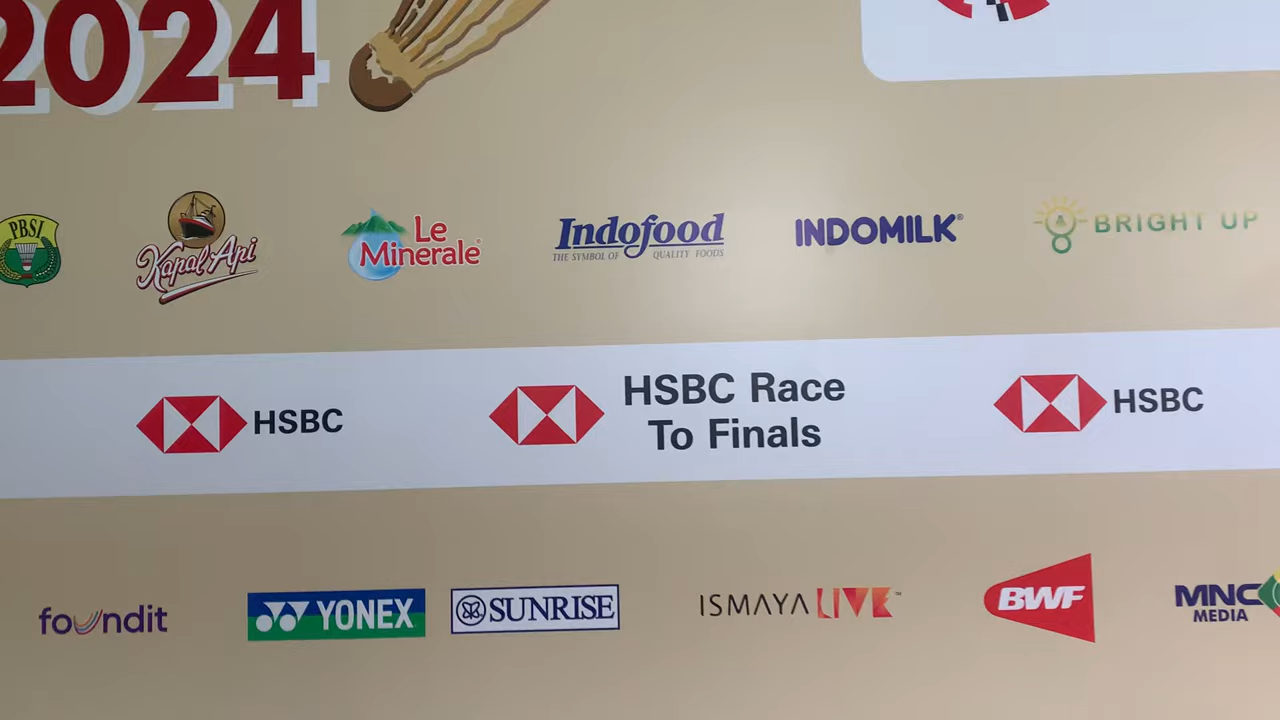 2024
PBSI
Kapal Api
Le
Minerale
Indofood
THE SYMBOL OF QUALITY FOODS
INDOMILK®
BRIGHT UP
HSBC
HSBC Race
To Finals
HSBC
foundit
YONEX
SUNRISE
ISMAYA LIVE™
BWF
MNC
MEDIA